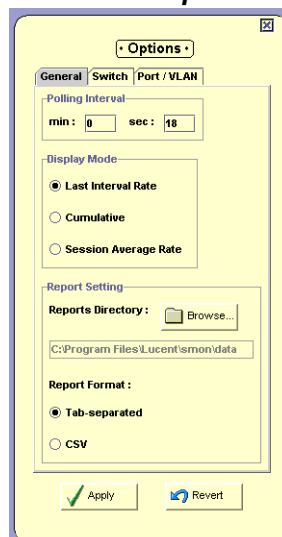 • Options •
General Switch Port / VLAN
Polling Interval
min : 0 sec : 18
Display Mode
Last Interval Rate
Cumulative
Session Average Rate
Report Setting
Reports Directory : Browse...
C:\Program Files\Lucent\smon\data
Report Format :
Tab-separated
CSV
Apply Revert